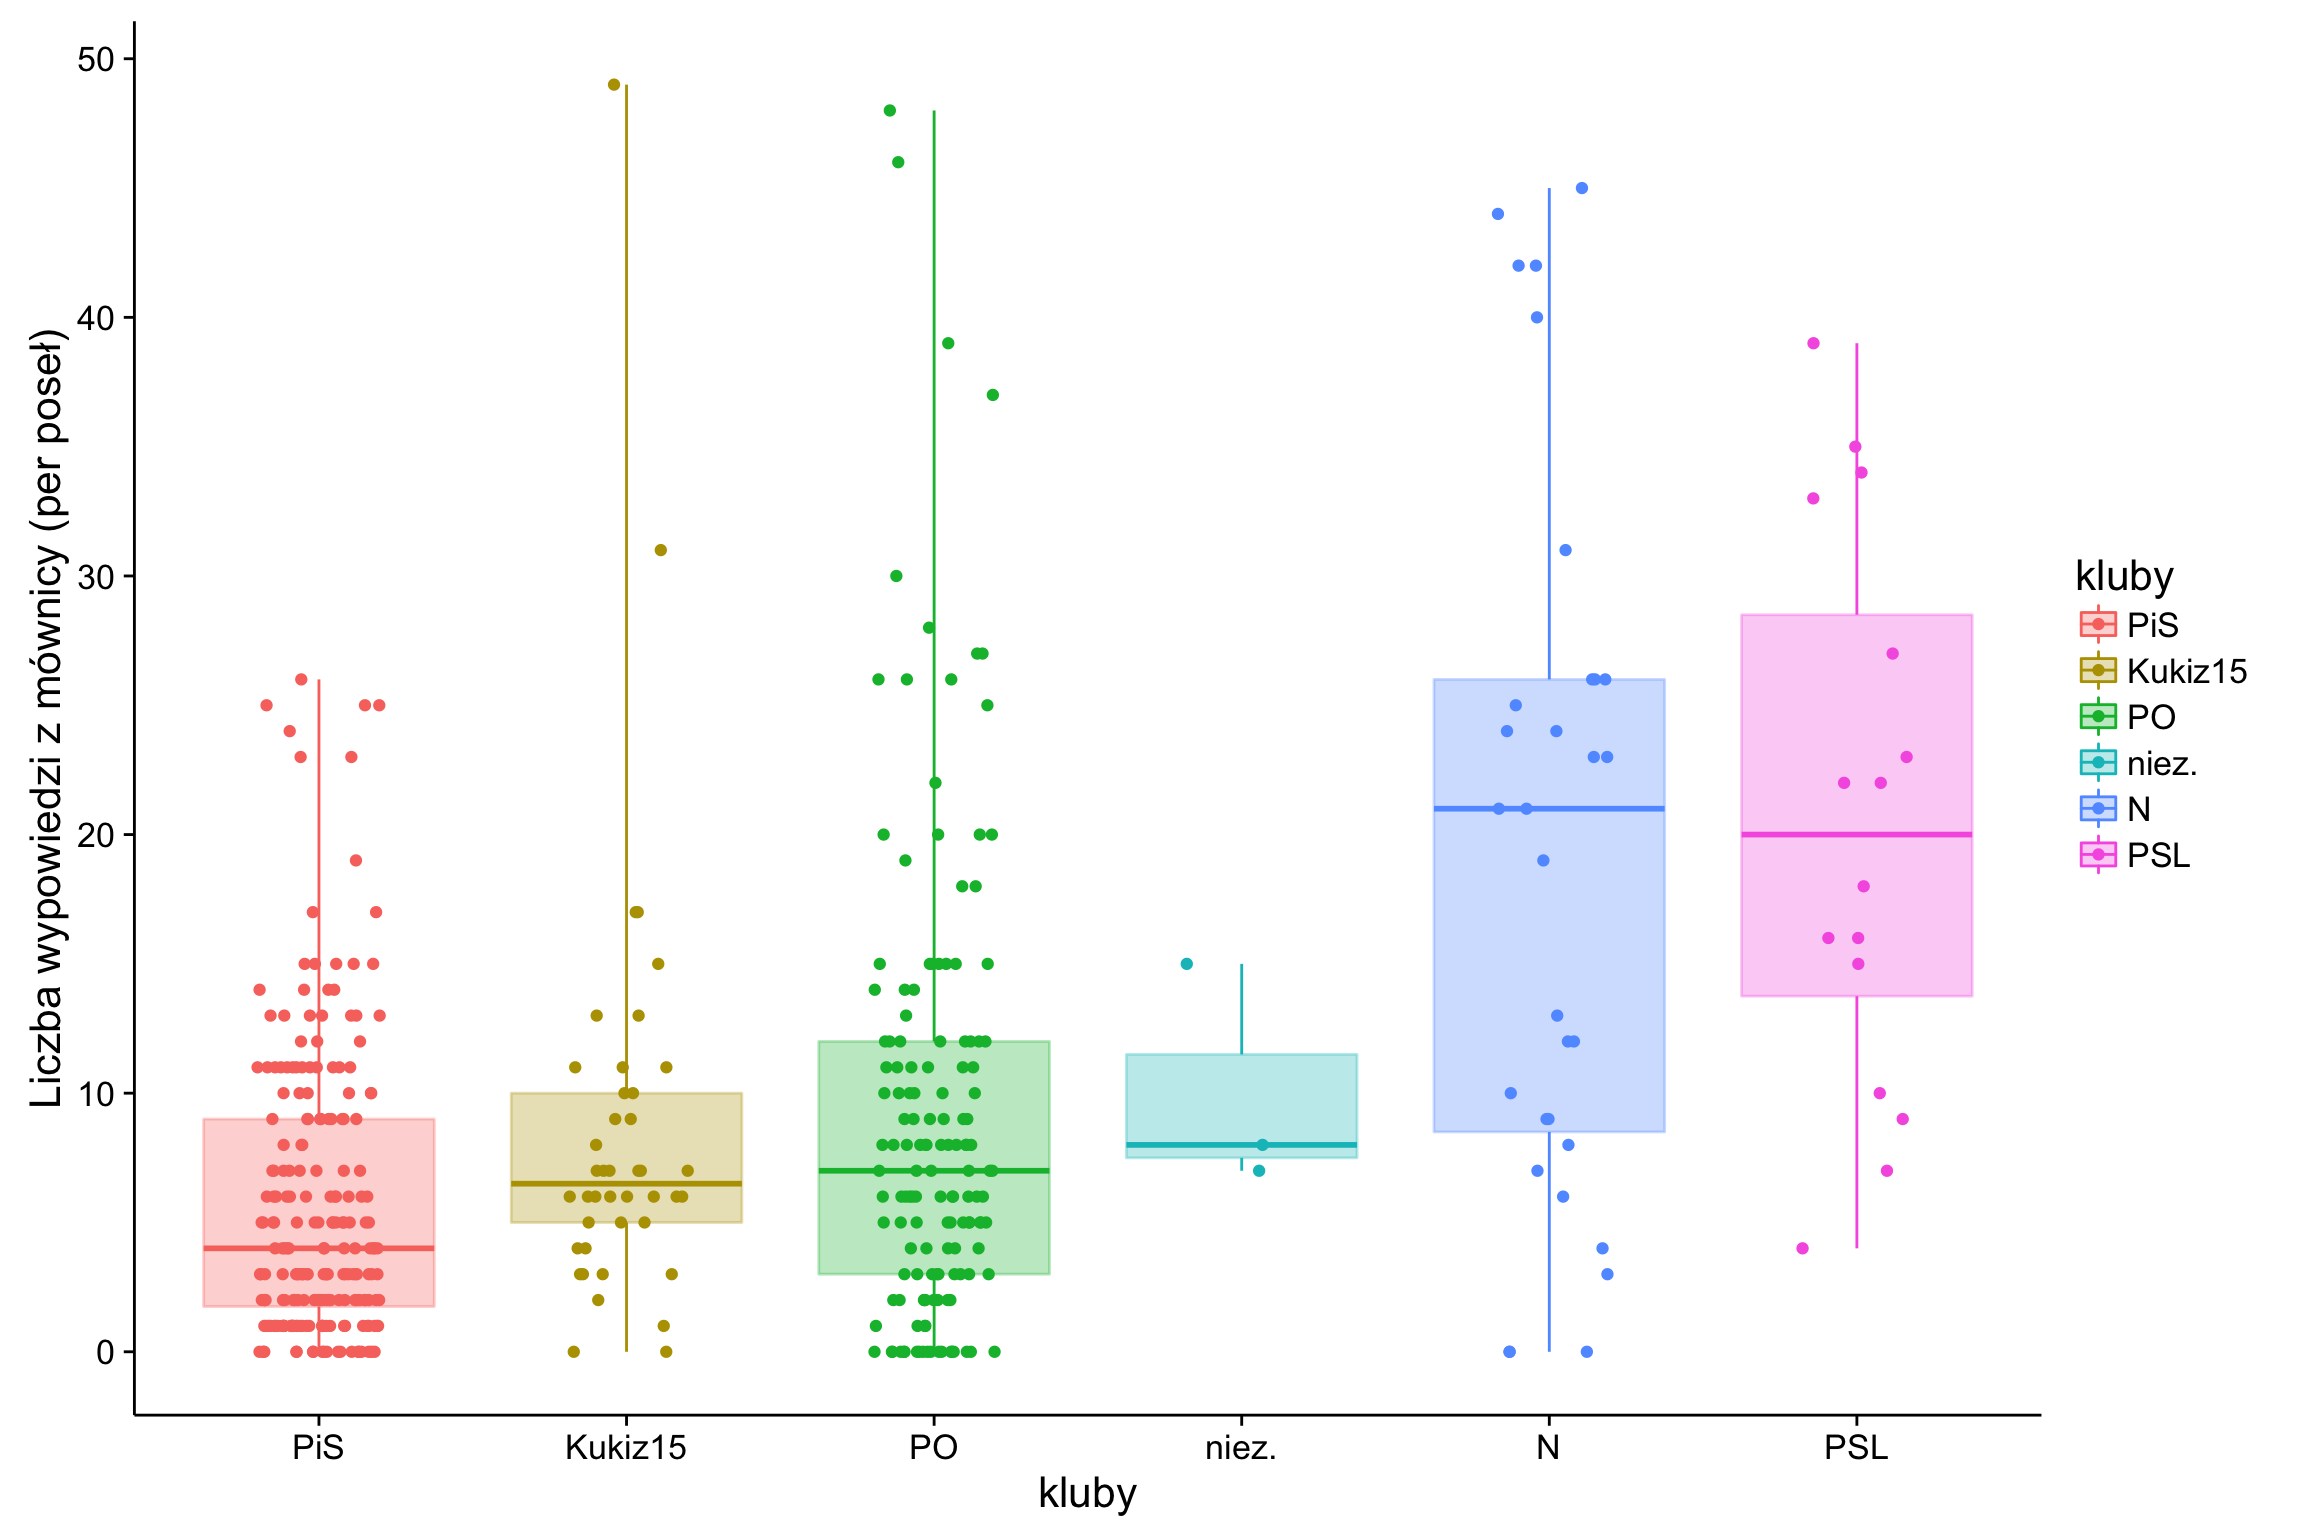 Liczba wypowiedzi z mównicy (per poseł)
50
40
30
20
10
0
PiS
Kukiz15
PO
niez.
N
PSL
kluby
kluby
PiS
Kukiz15
PO
niez.
N
PSL